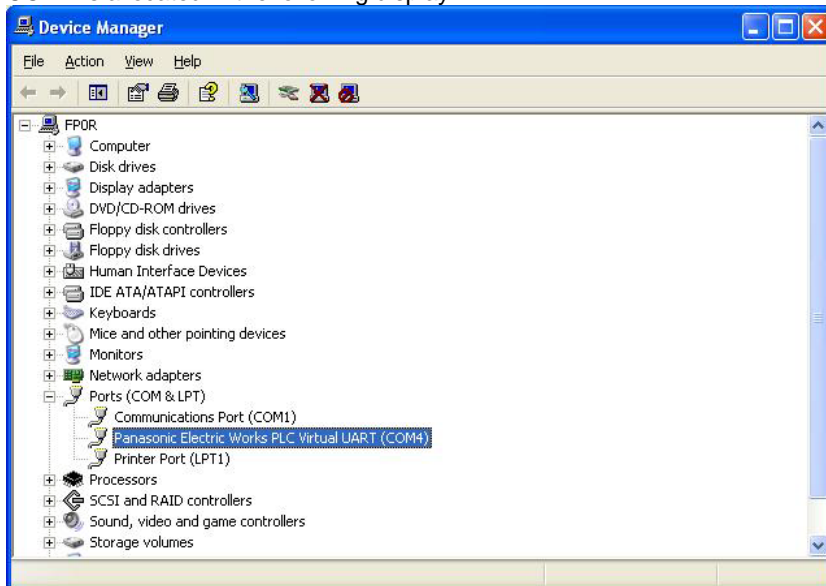 Device Manager
File Action View Help
FP0R
Computer
Disk drives
Display adapters
DVD/CD-ROM drives
Floppy disk controllers
Floppy disk drives
Human Interface Devices
IDE ATA/ATAPI controllers
Keyboards
Mice and other pointing devices
Monitors
Network adapters
Ports (COM & LPT)
Communications Port (COM1)
Panasonic Electric Works PLC Virtual UART (COM4)
Printer Port (LPT1)
Processors
SCSI and RAID controllers
Sound, video and game controllers
Storage volumes